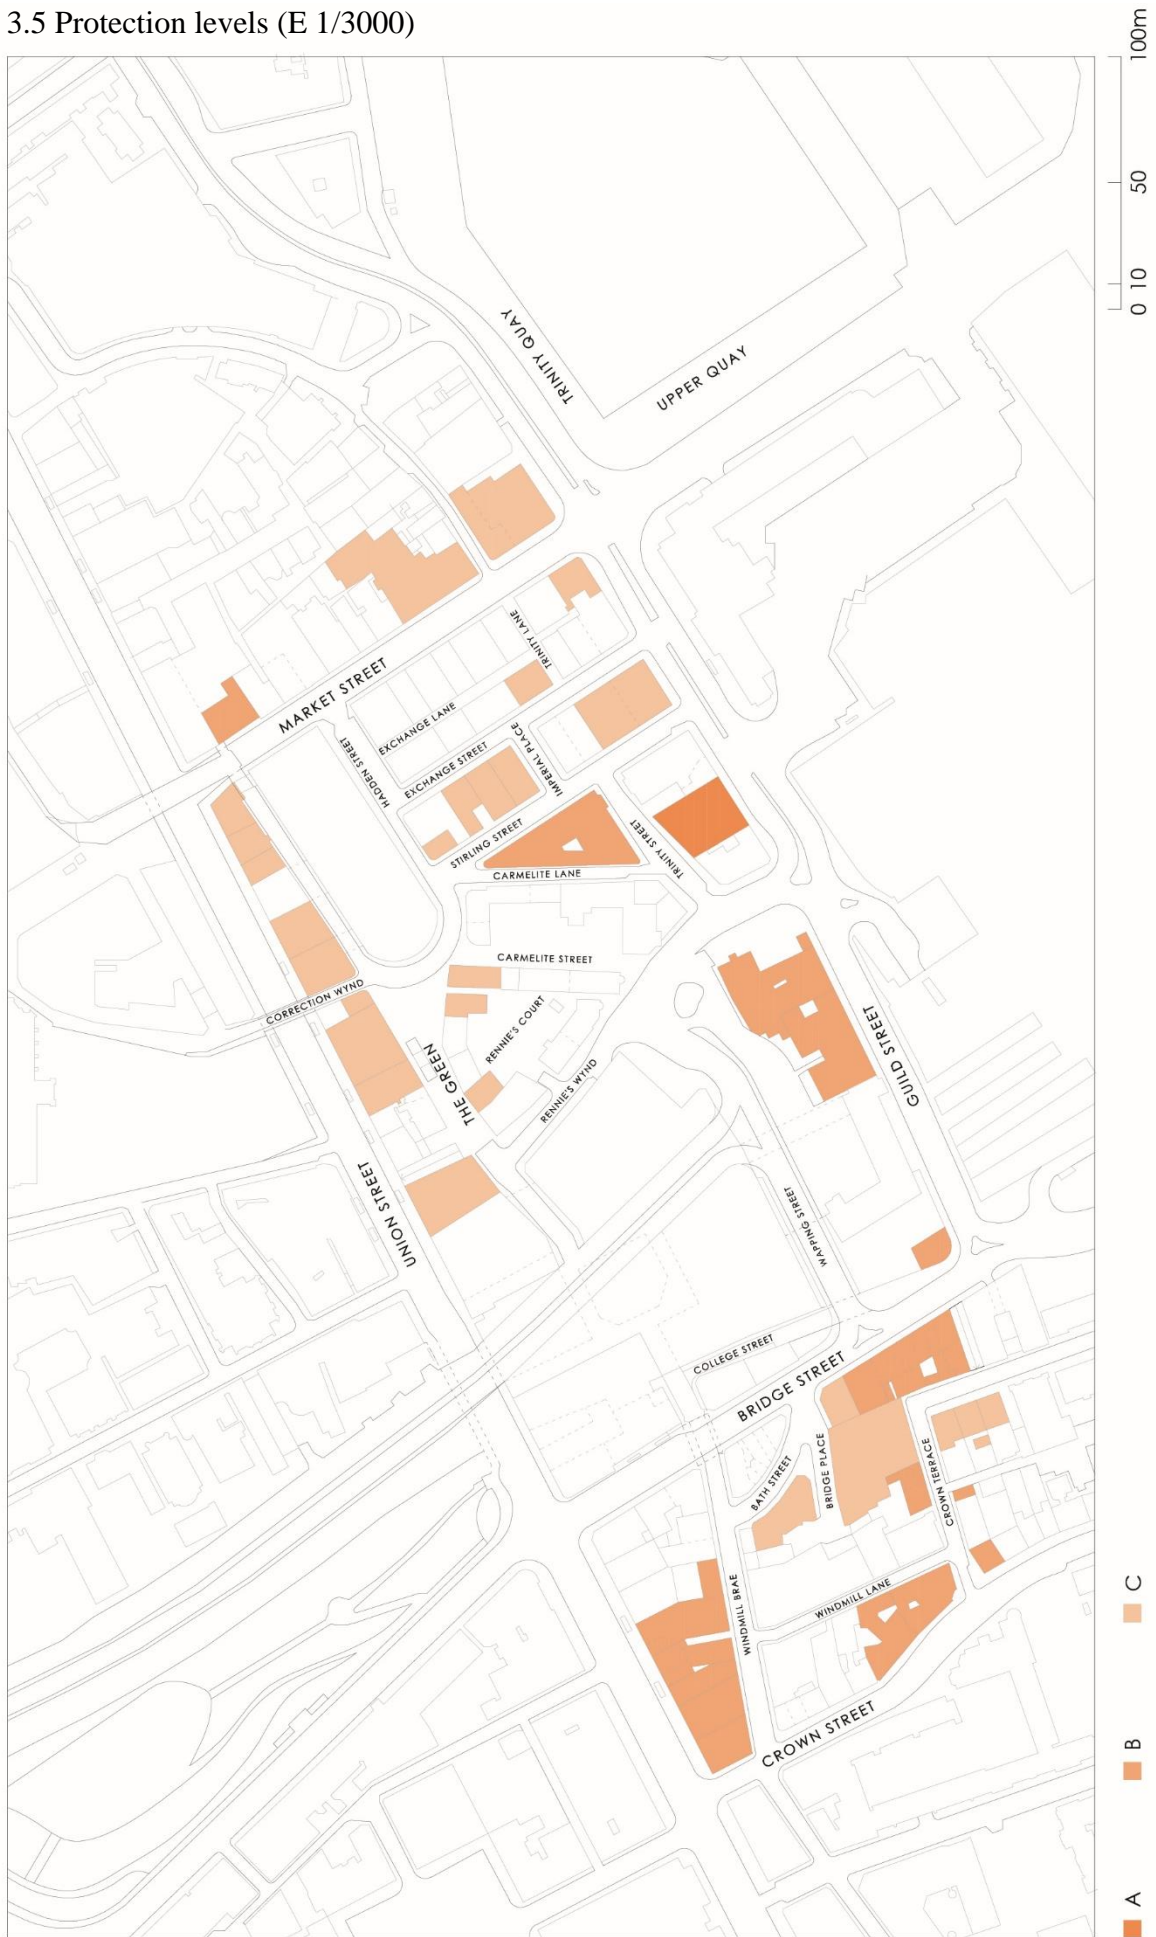 3.5 Protection levels (E 1/3000)
100m
50
10
0
TRINITY QUAY
UPPER QUAY
MARKET STREET
TRINITY LANE
EXCHANGE LANE
HADDEN STREET
EXCHANGE STREET
IMPERIAL PLACE
STIRLING STREET
TRINITY STREET
CARMELITE LANE
CARMELITE STREET
CORRECTION WYND
RENNIE'S COURT
THE GREEN
RENNIE'S WYND
GUILD STREET
UNION STREET
WAPPING STREET
COLLEGE STREET
BRIDGE STREET
BATH STREET
BRIDGE PLACE
CROWN TERRACE
WINDMILL BRAE
WINDMILL LANE
CROWN STREET
C
B
A